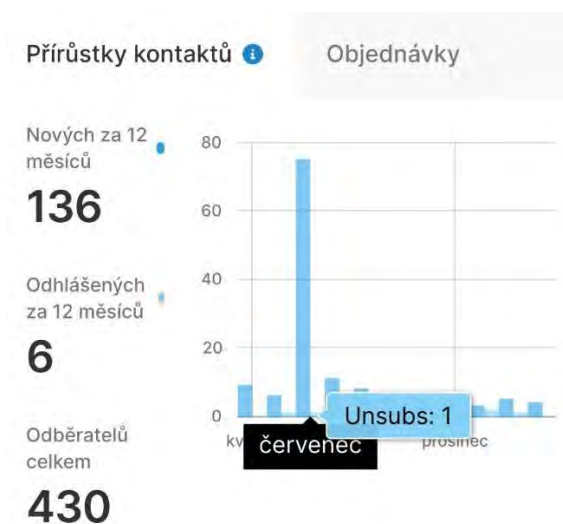 Přírůstky kontaktů
Objednávky
Nových za 12
měsíců
136
Odhlášených
za 12 měsíců
6
Odběratelů
celkem
430
80
60
40
20
0
Unsubs: 1
červenec
prosinec